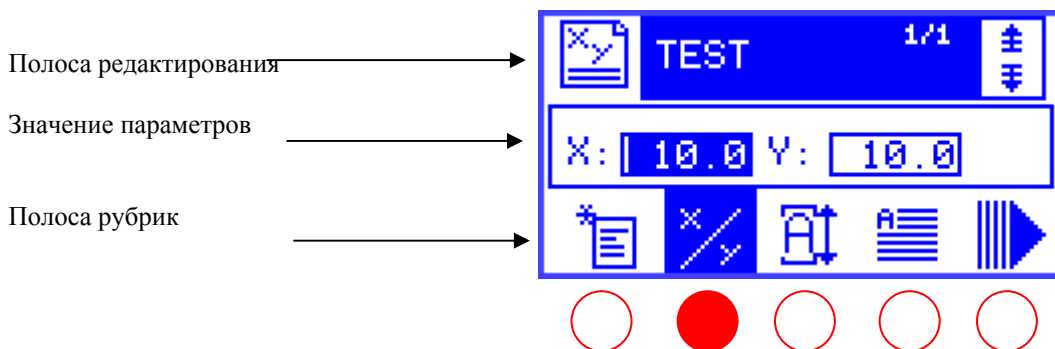 TEST 1/1
Полоса редактирования
Значение параметров
X: 10.0 Y: 10.0
Полоса рубрик